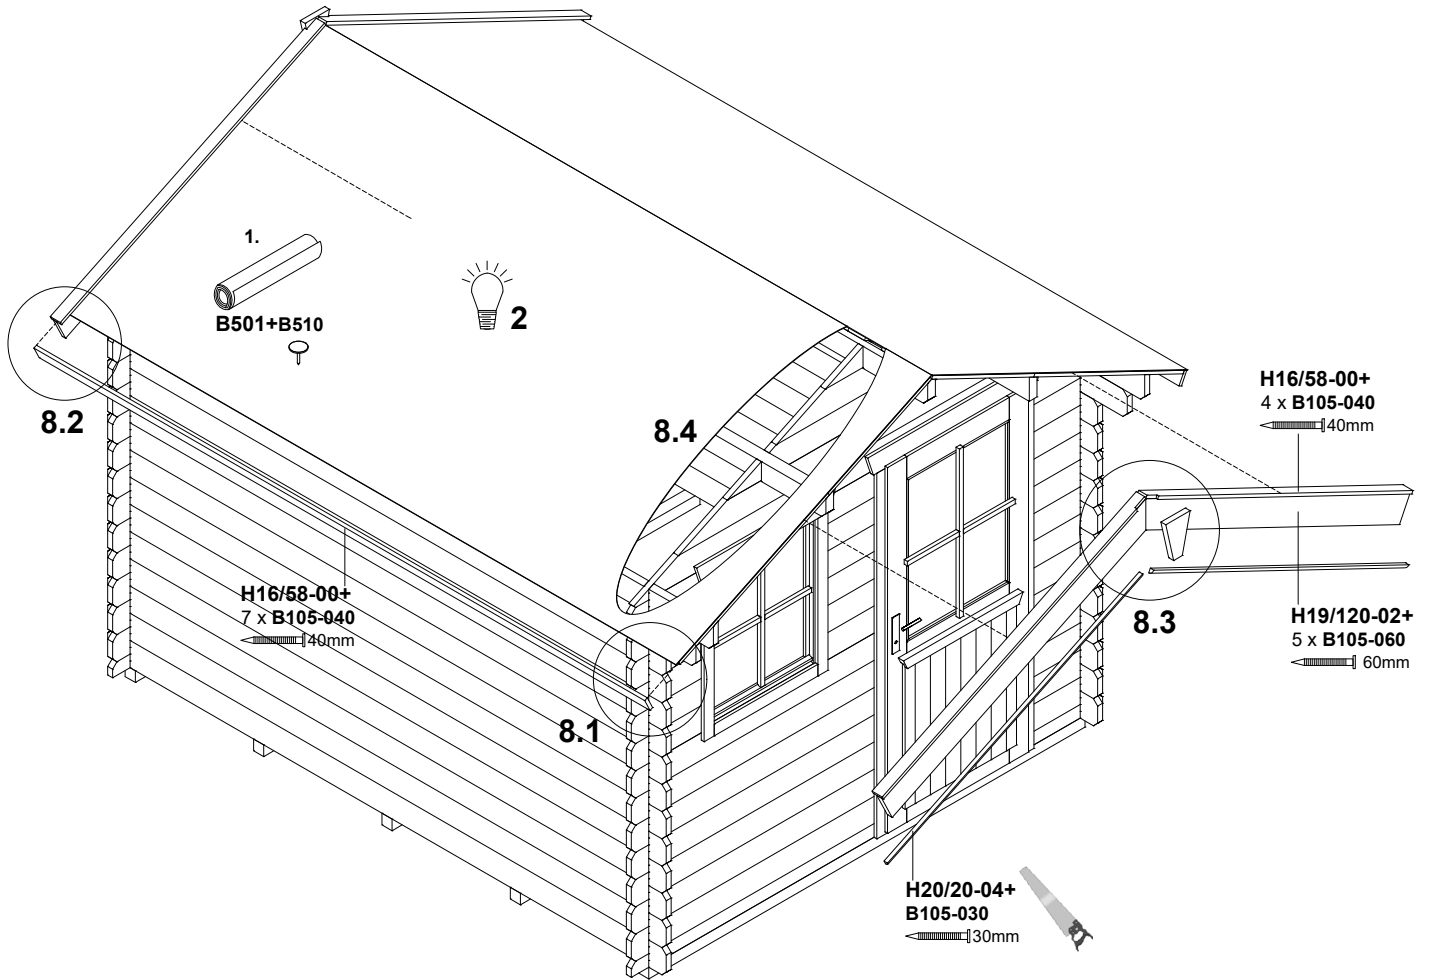 1.
B501+B510
2
8.2
8.4
H16/58-00+
4 x B105-040
40mm
H16/58-00+
7 x B105-040
40mm
8.3
H19/120-02+
5 x B105-060
60mm
8.1
H20/20-04+
B105-030
30mm